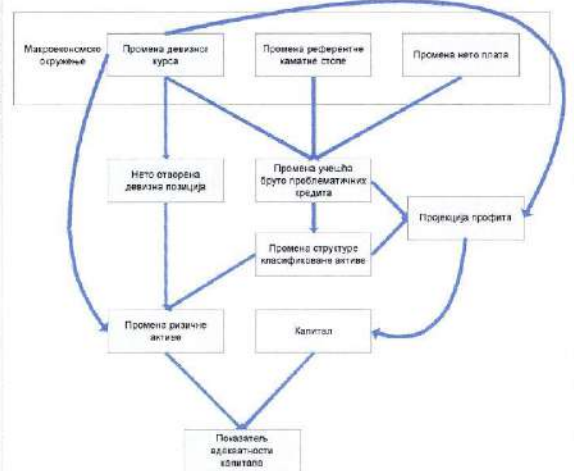 Макроекономско
окружење
Промена девизног
курса
Промена референтне
каматне стопе
Промена нето плата
Нето отворена
девизна позиција
Промена учешћа
бруто проблематичних
кредита
Пројекција профита
Промена структуре
класификоване активе
Промена ризичне
активе
Капитал
Показатељ
адекватности
капитала